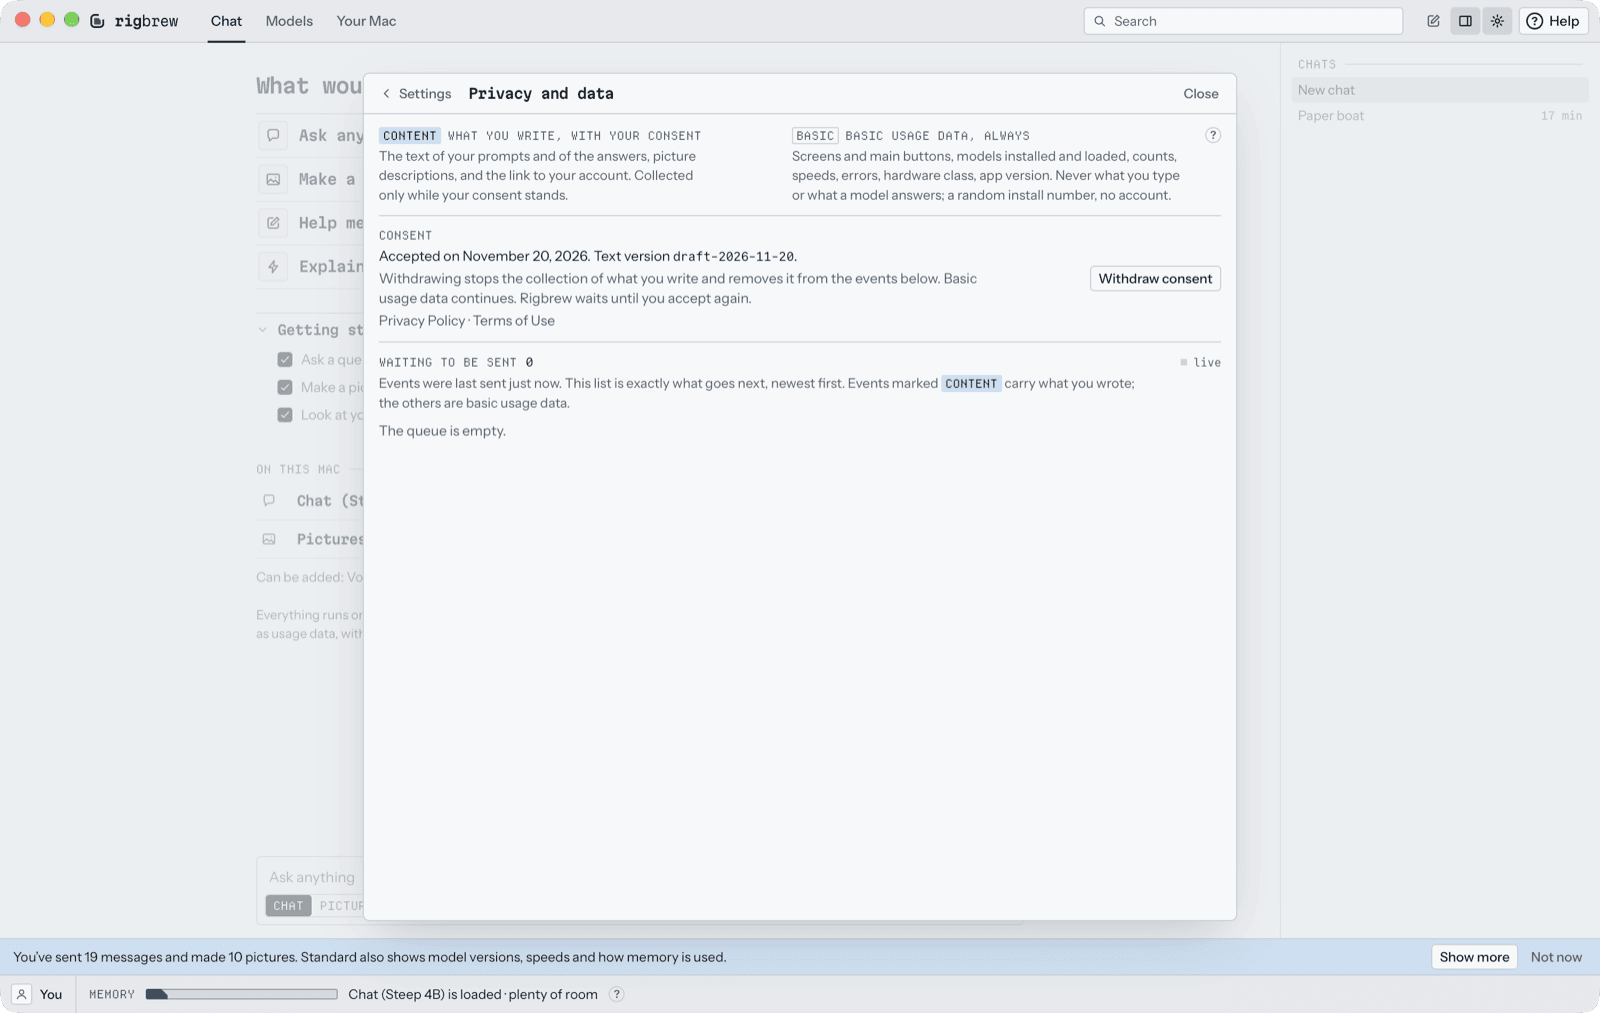 rigbrew
Chat
Models
Your Mac
Search
Help
What wou
Ask any
Make a
Help me
Explain
Getting st
Ask a que
Make a pi
Look at yo
ON THIS MAC
Chat (St
Pictures
Can be added: Vo
Everything runs or
as usage data, with
Ask anything
CHAT
PICTUR
Settings
Privacy and data
Close
CONTENT WHAT YOU WRITE, WITH YOUR CONSENT
The text of your prompts and of the answers, picture
descriptions, and the link to your account. Collected
only while your consent stands.
BASIC BASIC USAGE DATA, ALWAYS
?
Screens and main buttons, models installed and loaded, counts,
speeds, errors, hardware class, app version. Never what you type
or what a model answers; a random install number, no account.
CONSENT
Accepted on November 20, 2026. Text version draft-2026-11-20.
Withdrawing stops the collection of what you write and removes it from the events below. Basic
usage data continues. Rigbrew waits until you accept again.
Privacy Policy · Terms of Use
Withdraw consent
WAITING TO BE SENT 0
live
Events were last sent just now. This list is exactly what goes next, newest first. Events marked CONTENT carry what you wrote;
the others are basic usage data.
The queue is empty.
CHATS
New chat
Paper boat 17 min
You've sent 19 messages and made 10 pictures. Standard also shows model versions, speeds and how memory is used.
Show more
Not now
You
MEMORY
Chat (Steep 4B) is loaded · plenty of room
?